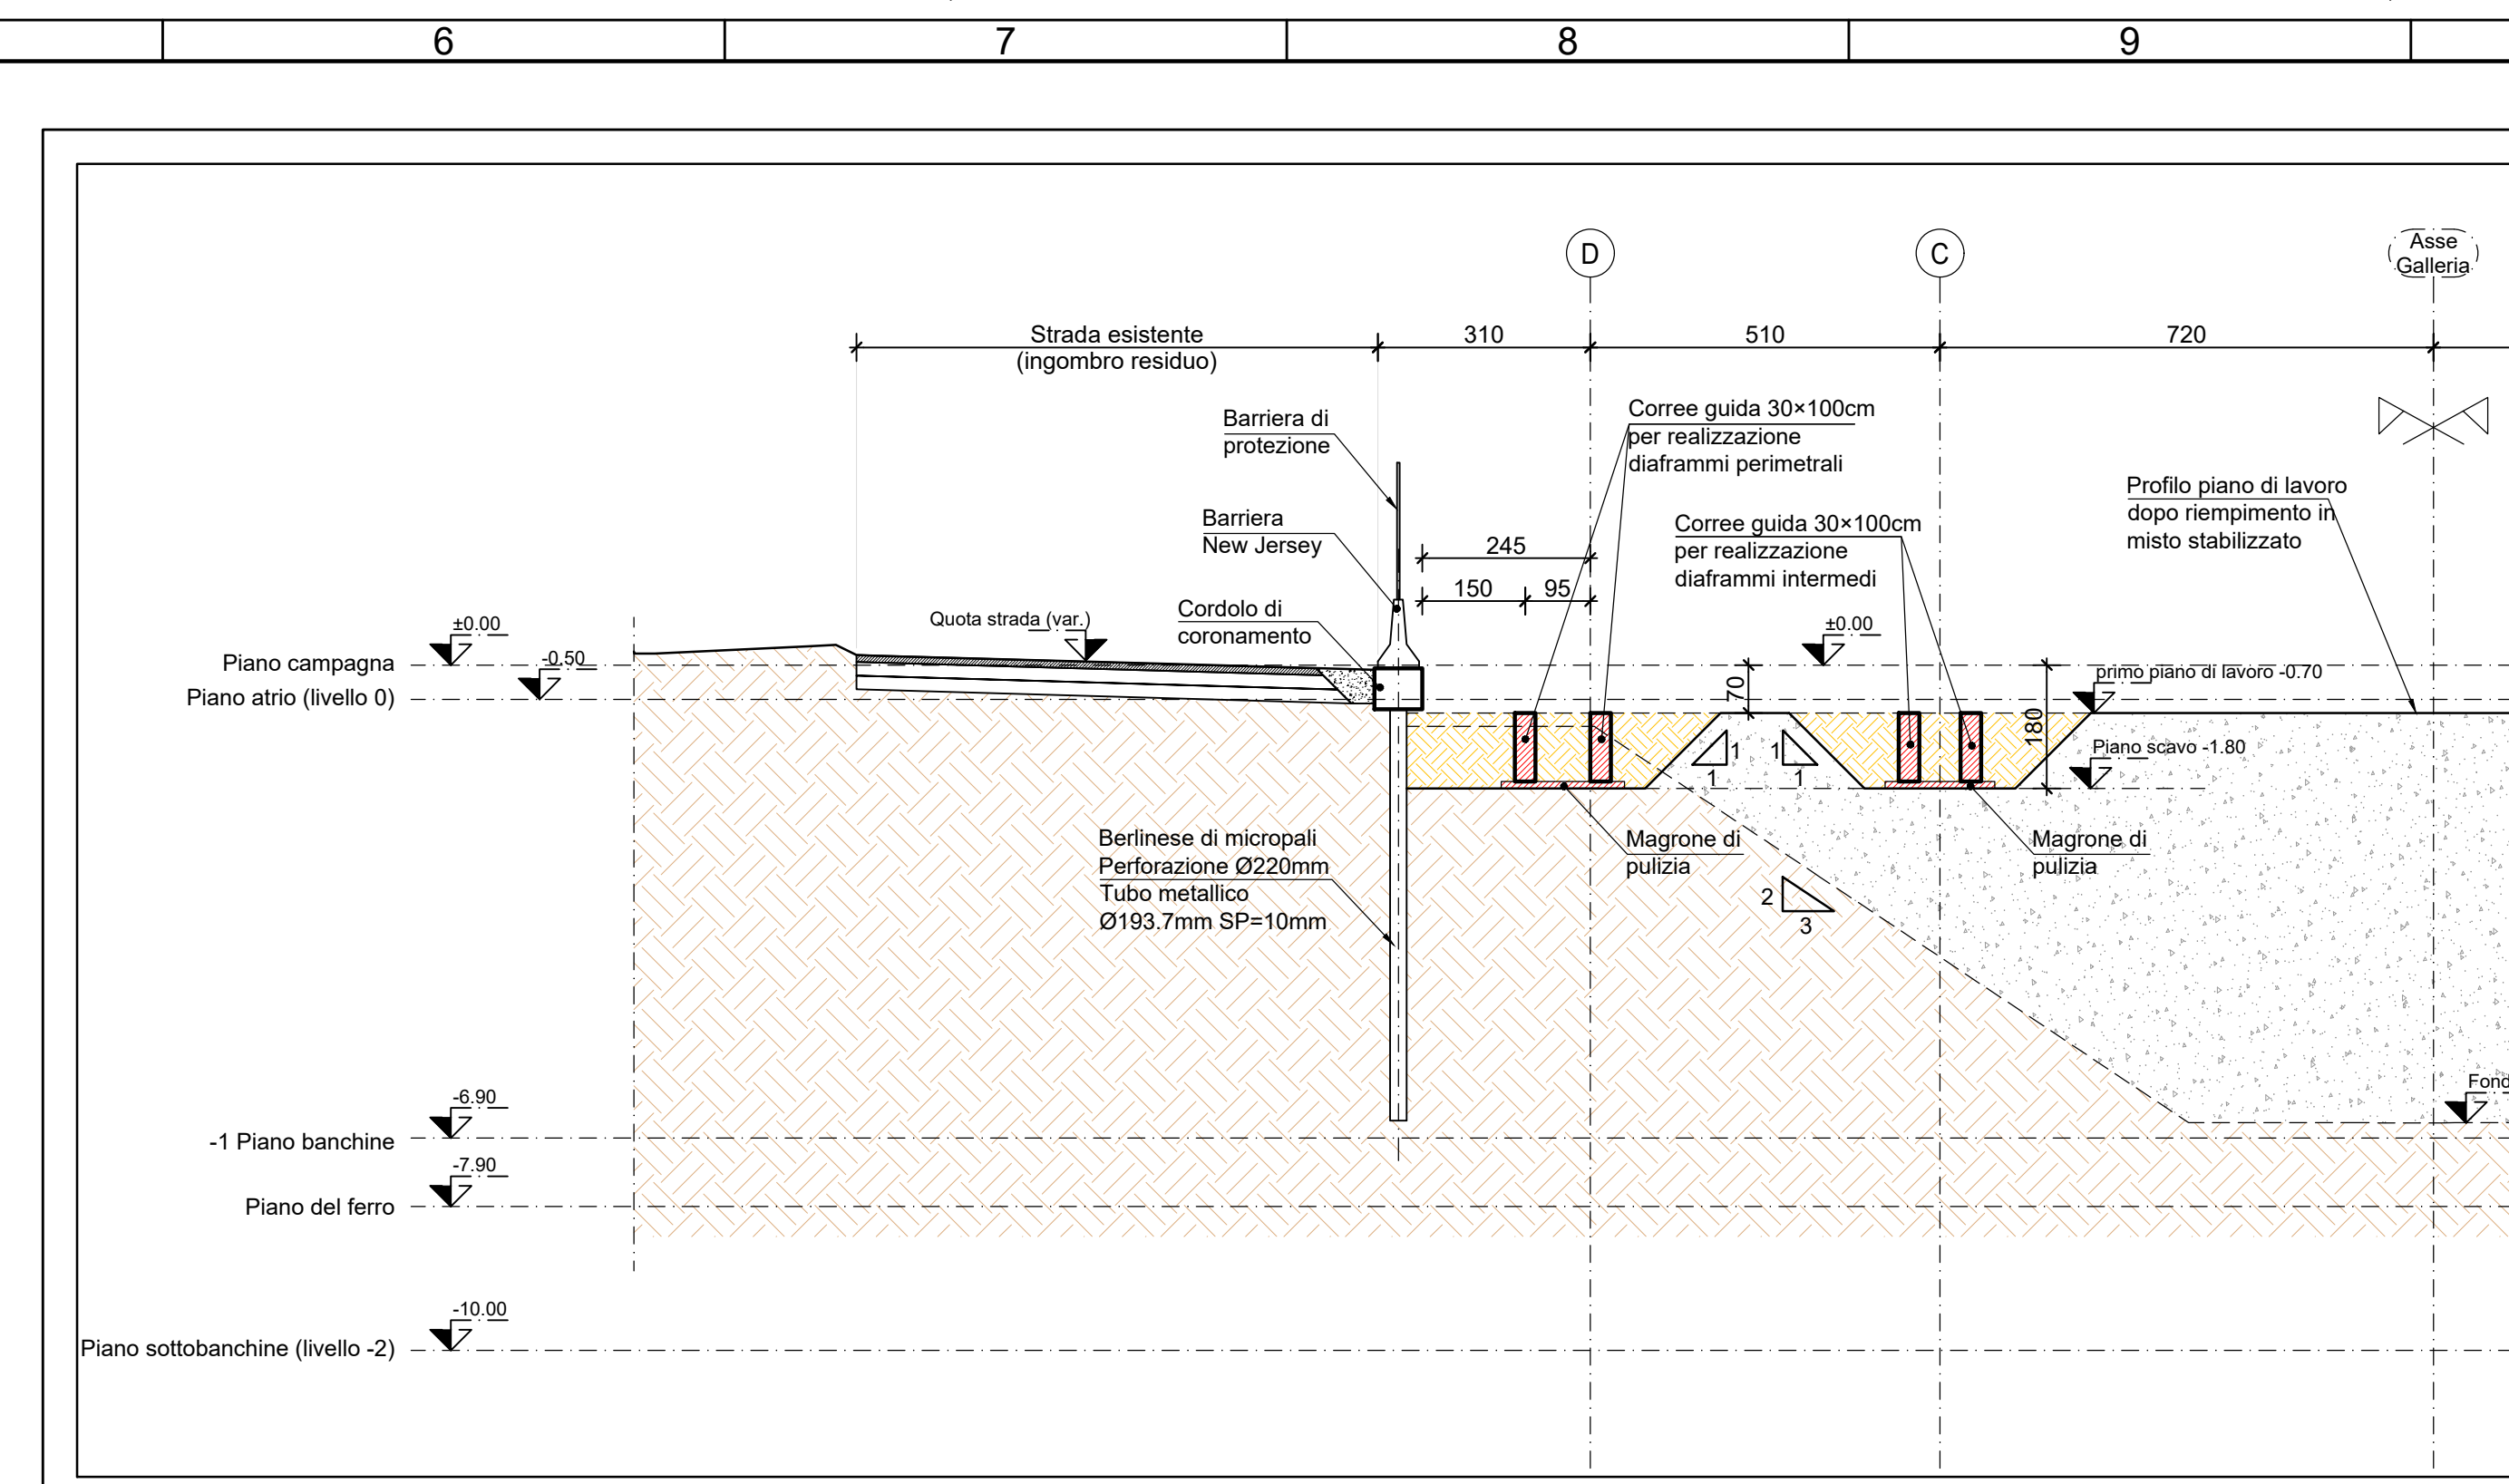 6 7 8 9
D C Asse
Galleria
Strada esistente
(ingombro residuo)
310 510 720
Barriera di
protezione
Corree guida 30×100cm
per realizzazione
diaframmi perimetrali
Barriera
New Jersey
Corree guida 30×100cm
per realizzazione
diaframmi intermedi
Profilo piano di lavoro
dopo riempimento in
misto stabilizzato
245
150 95
Cordolo di
coronamento
Quota strada (var.)
±0.00
±0.00
Piano campagna
-0.50
Piano atrio (livello 0)
70
180
primo piano di lavoro -0.70
Piano scavo -1.80
1
1
1
1
Berlinese di micropali
Perforazione Ø220mm
Tubo metallico
Ø193.7mm SP=10mm
Magrone di
pulizia
Magrone di
pulizia
2
3
Fond
-6.90
-1 Piano banchine
-7.90
Piano del ferro
-10.00
Piano sottobanchine (livello -2)